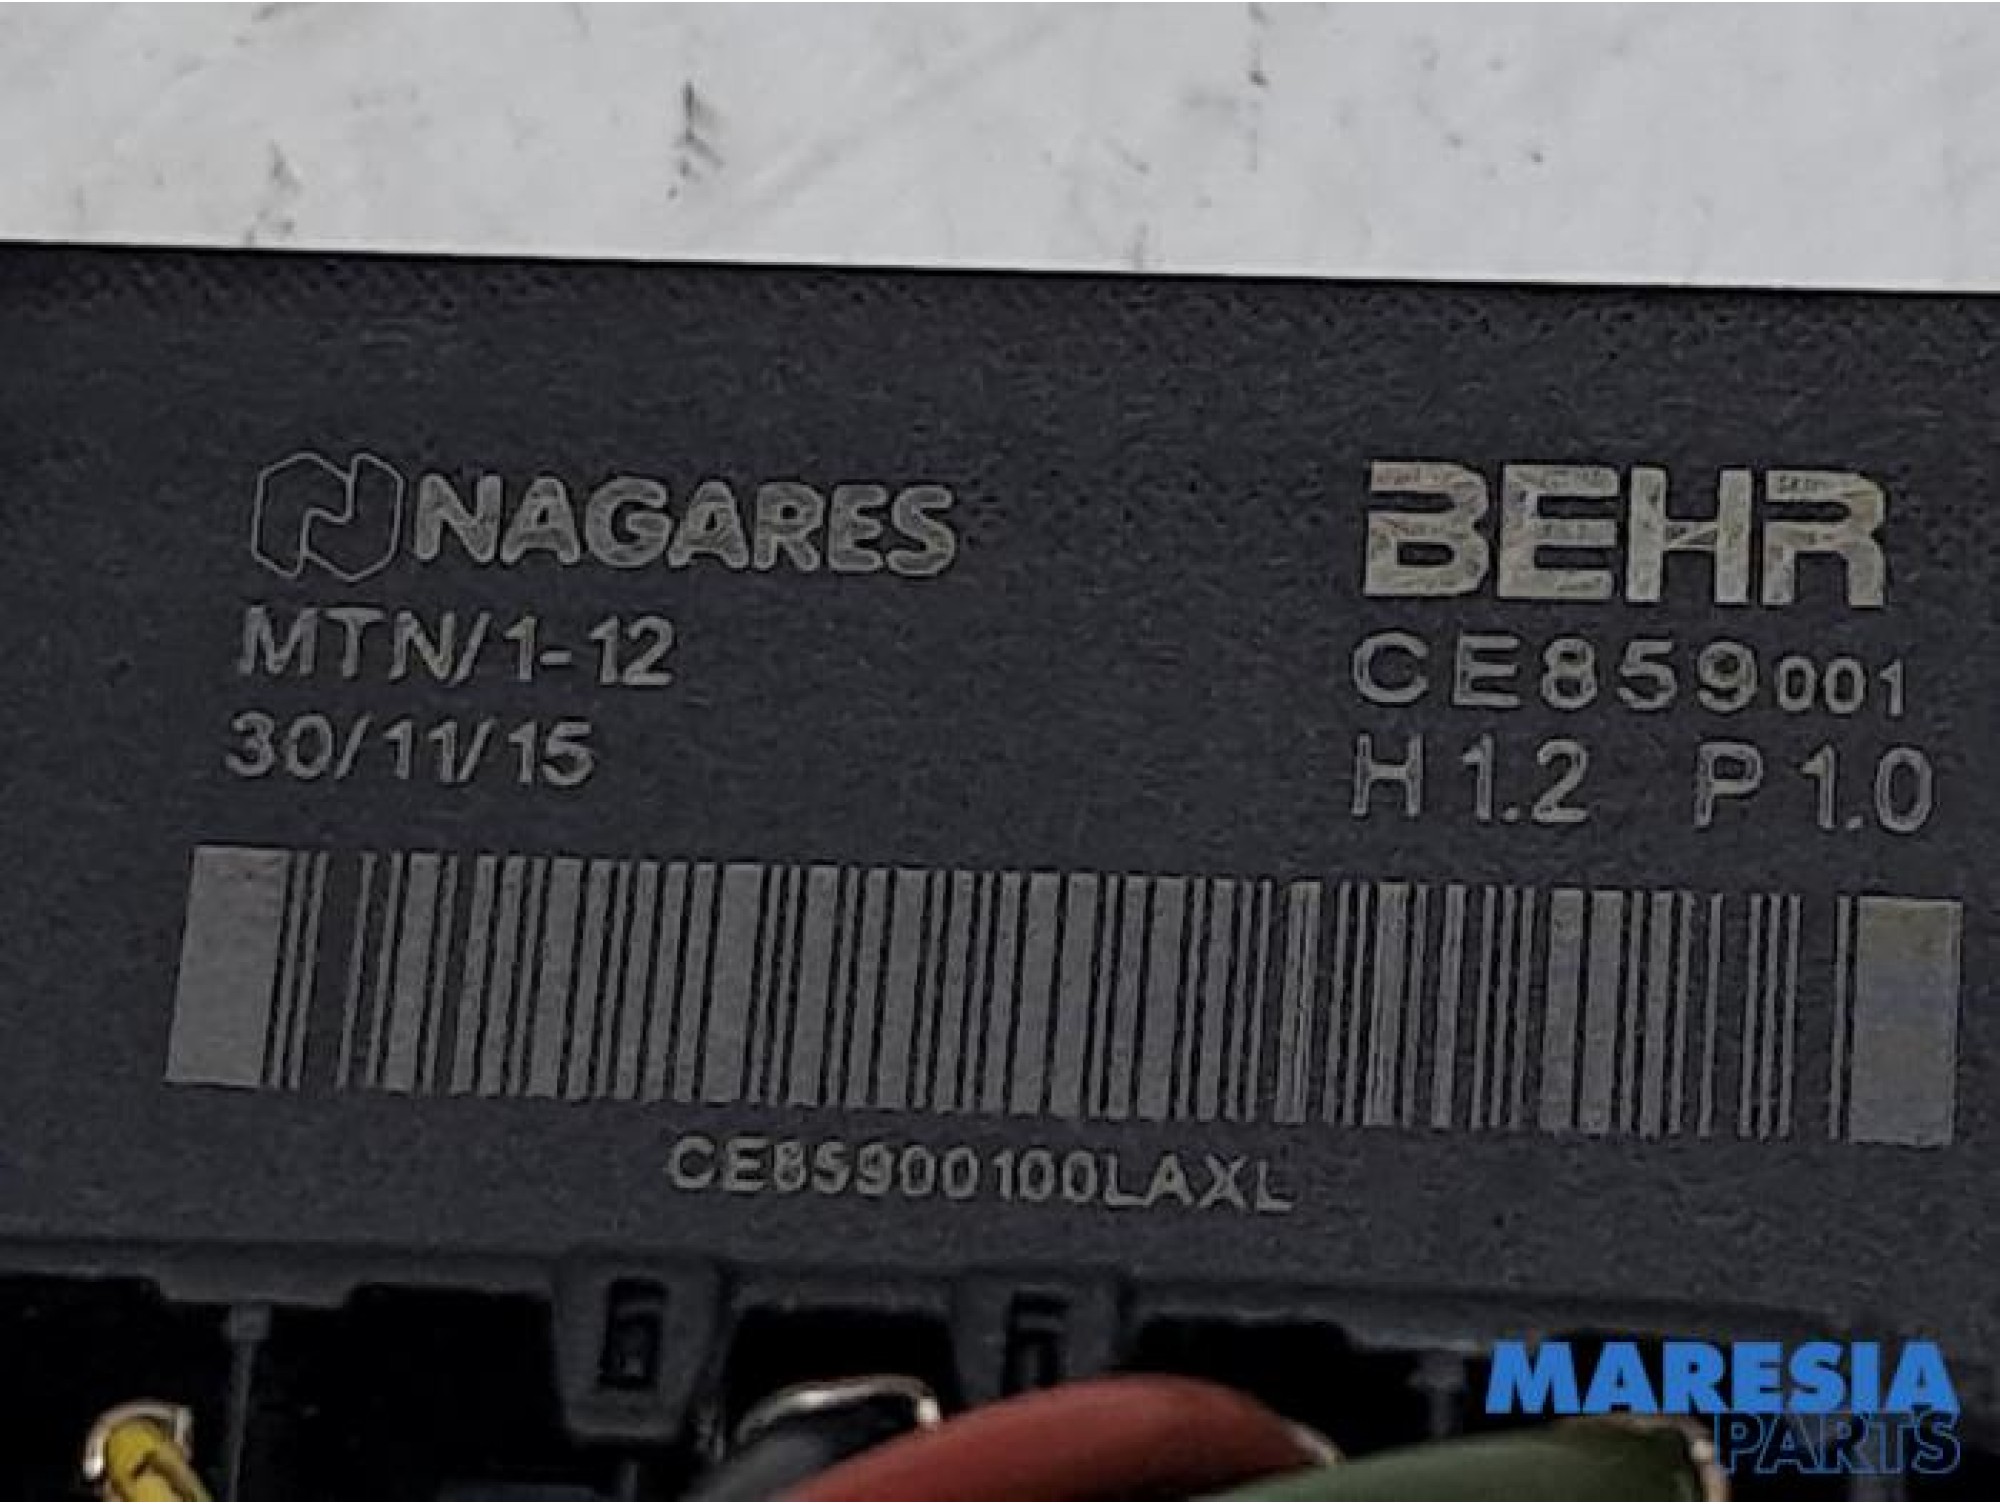 NAGARES
MTN/1-12
30/11/15
BEHR
CE859001
H1.2 P1.0
CE85900100LAXL
MARESIA
PARTS